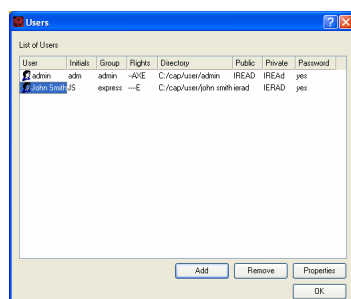 Users
List of Users
User Initials Group Rights Directory Public Private Password
admin adm admin --AXE C:/cap/user/admin IREAD IREAd yes
John Smith JS express ----E C:/cap/user/john smith ierad IERAD yes
Add Remove Properties
OK